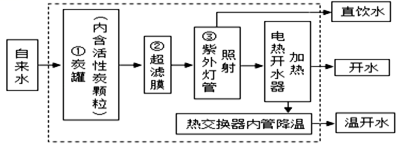 自来水
①炭罐
（内含活性炭颗粒）
②超滤膜
③紫外灯管
照射
电热开水器
加热
热交换器内管降温
直饮水
开水
温开水